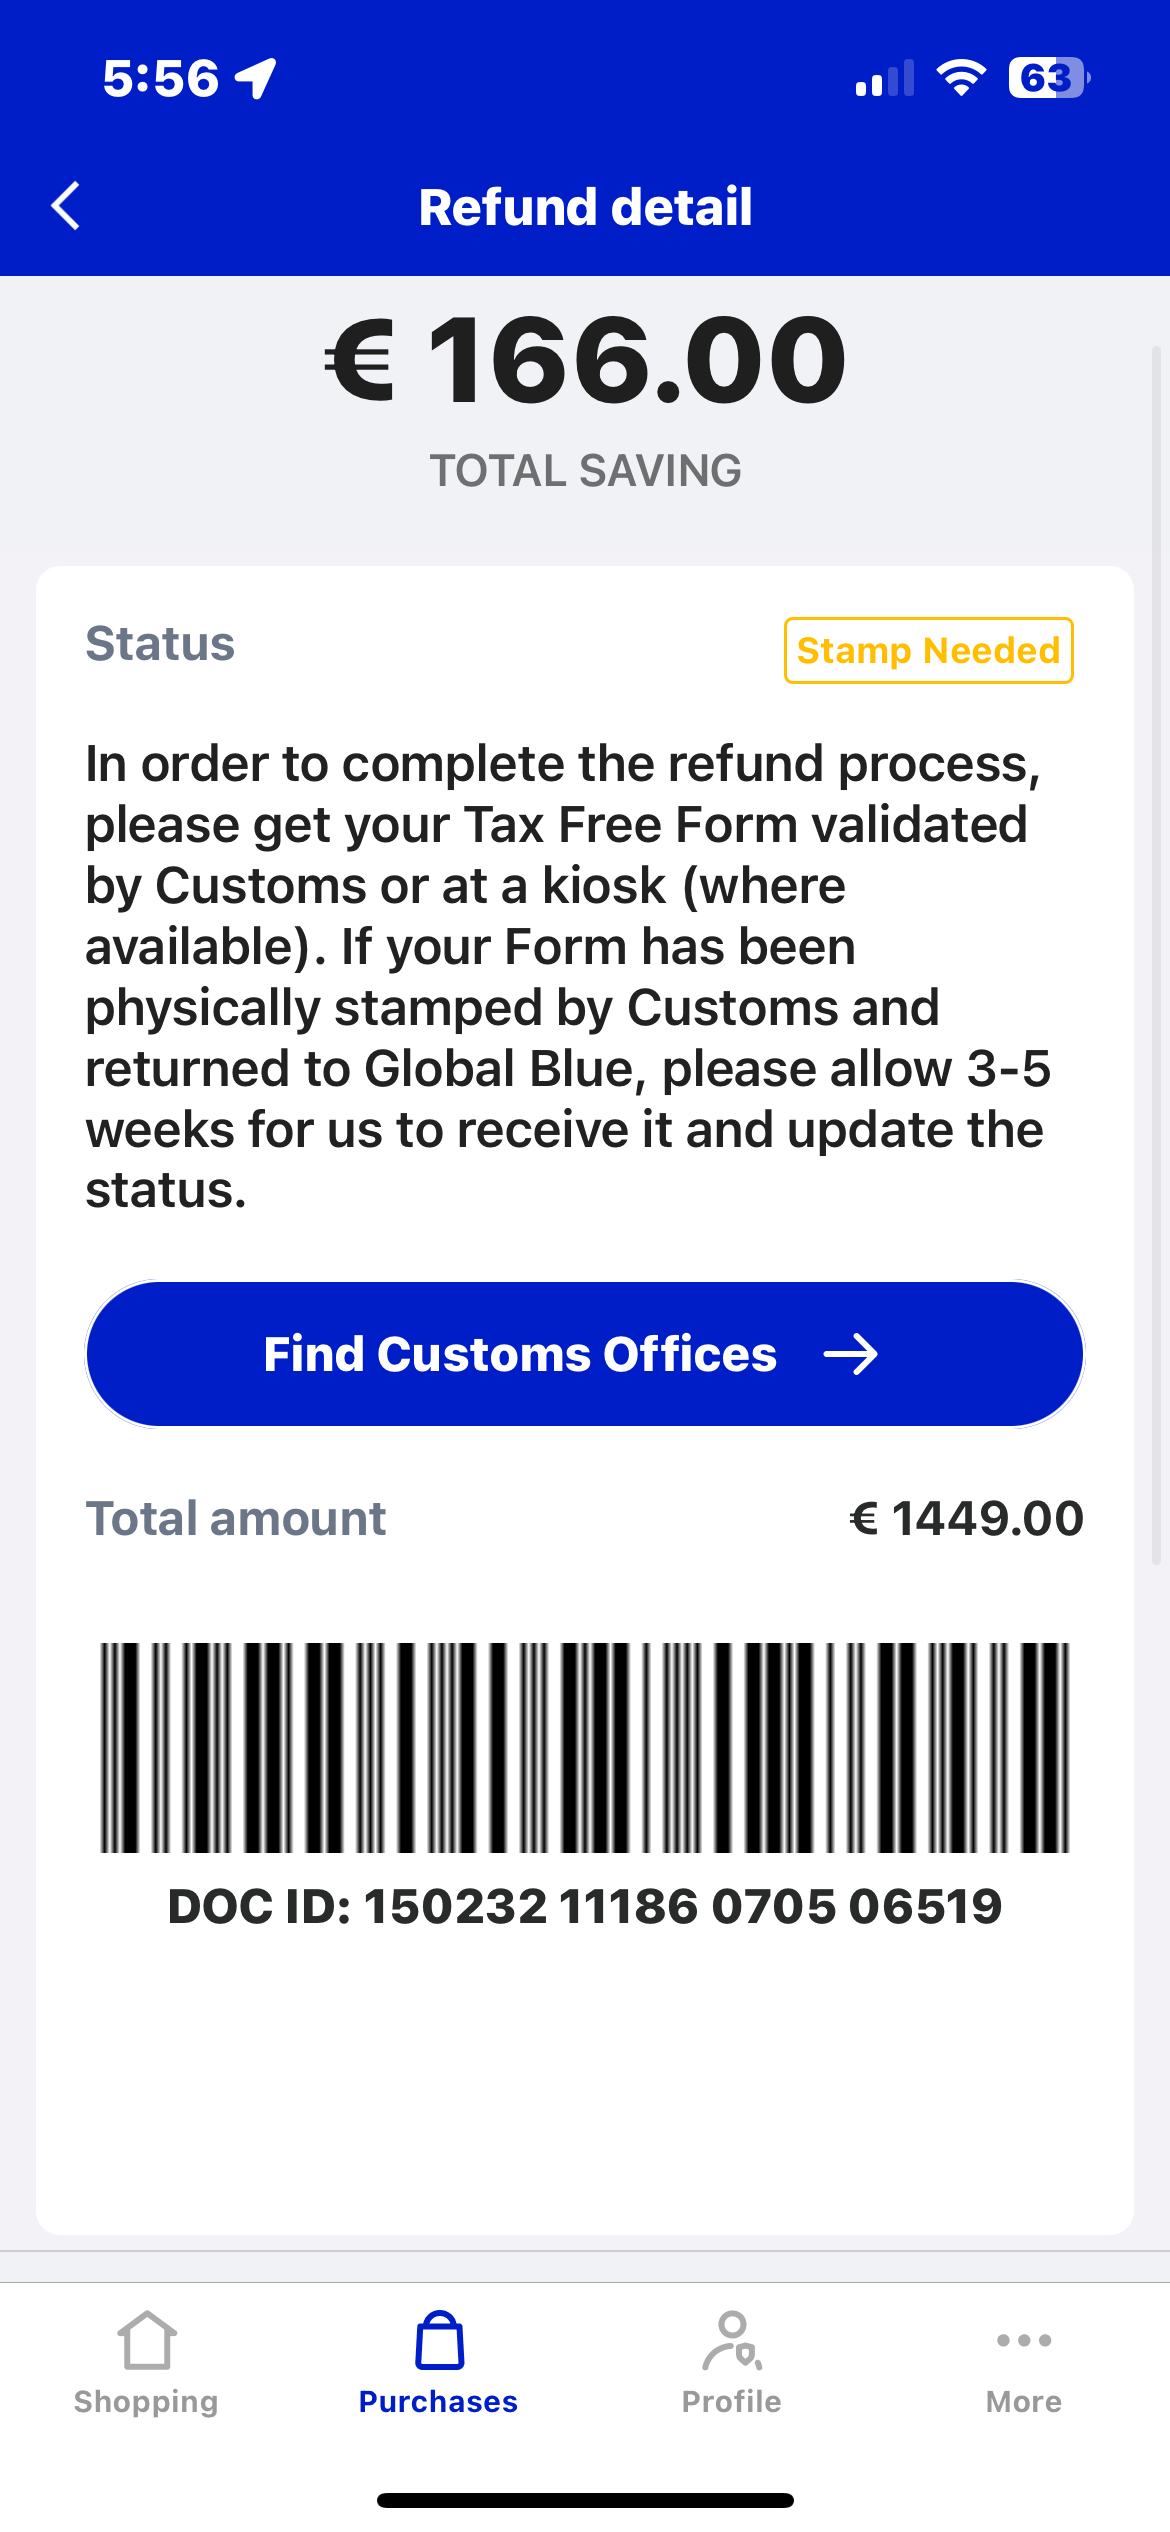 5:56
63
Refund detail
€ 166.00
TOTAL SAVING
Status
Stamp Needed
In order to complete the refund process,
please get your Tax Free Form validated
by Customs or at a kiosk (where
available). If your Form has been
physically stamped by Customs and
returned to Global Blue, please allow 3-5
weeks for us to receive it and update the
status.
Find Customs Offices
Total amount
€ 1449.00
DOC ID: 150232 11186 0705 06519
Shopping
Purchases
Profile
More